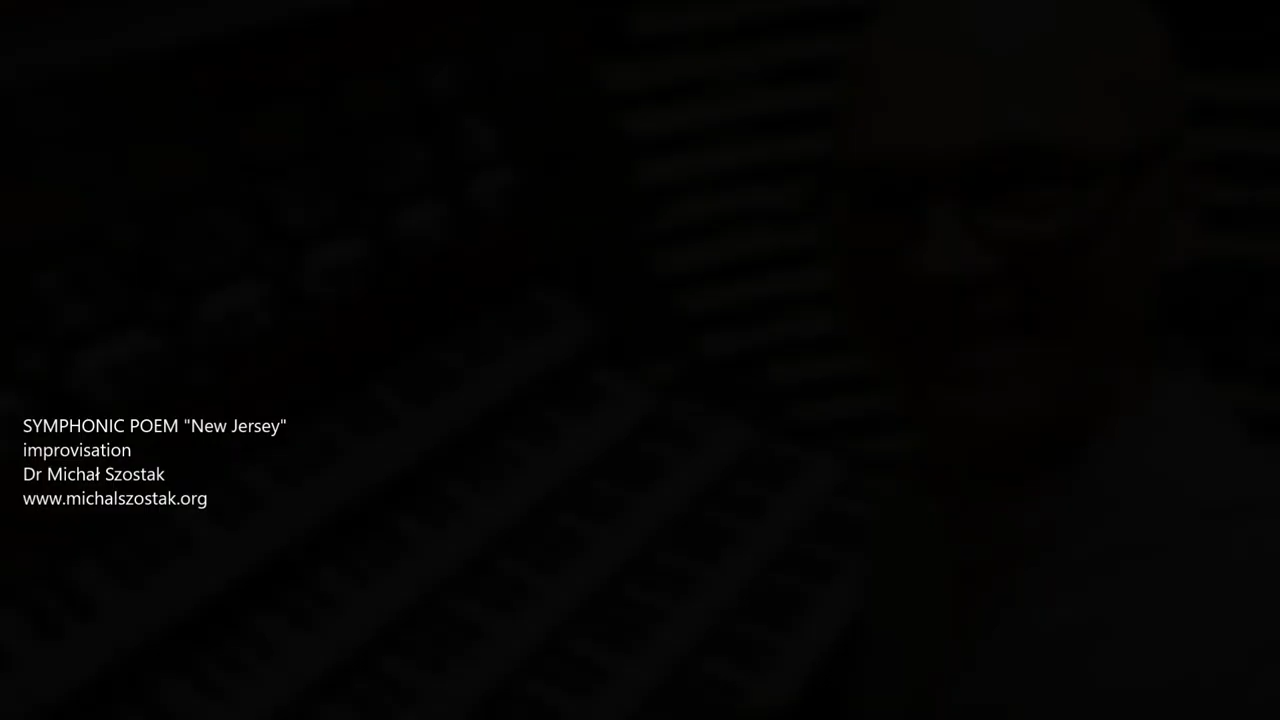 SYMPHONIC POEM "New Jersey"
improvisation
Dr Michał Szostak
www.michalszostak.org